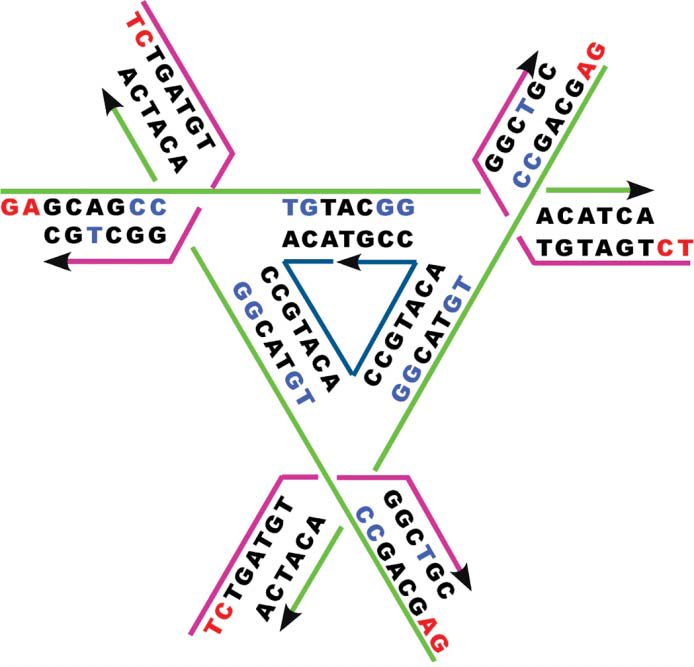 TCTGATGT
ACTACA
GGCTGC
CCGACGAG
GAGCAGCC
CGTCGG
TGTACGG
ACATGCC
ACATCA
TGTAGTCT
CCGTACA
GGCATGT
CCGTACA
GGCATGT
TCTGATGT
ACTACA
GGCTGC
CCGACGAG